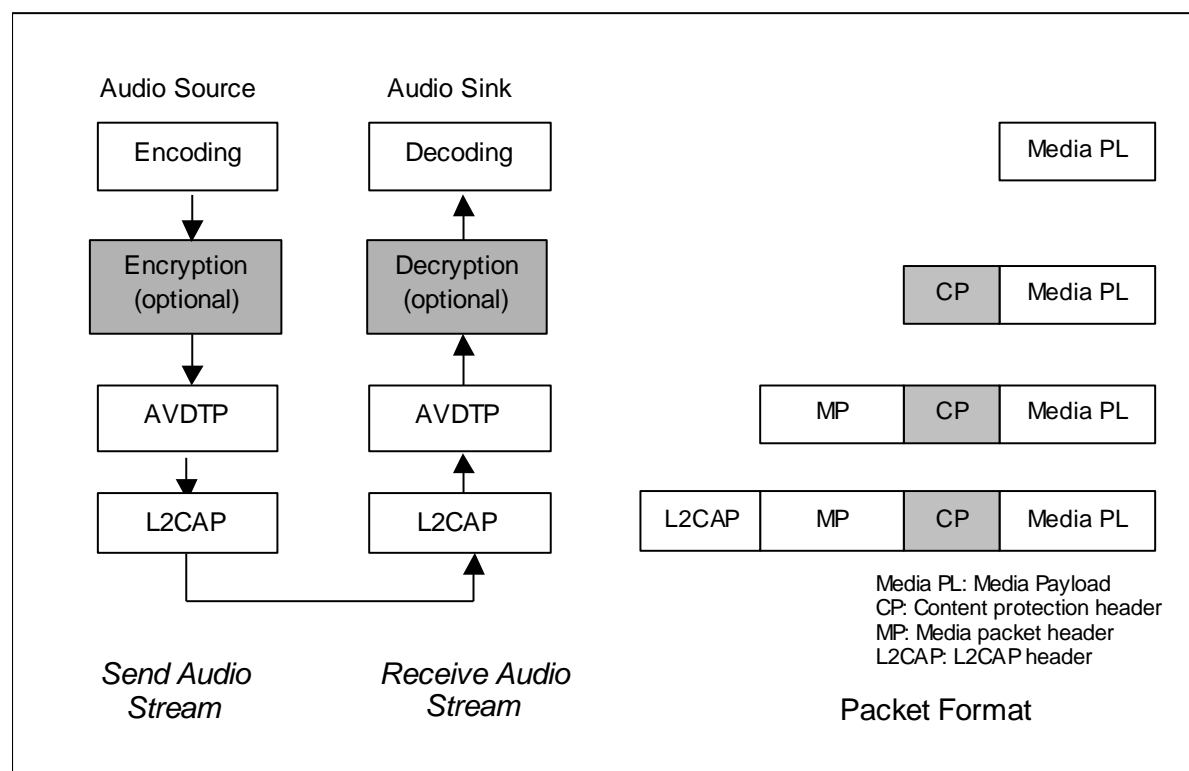 Audio Source
Audio Sink
Encoding
Decoding
Media PL
Encryption
(optional)
Decryption
(optional)
CP
Media PL
AVDTP
AVDTP
MP
CP
Media PL
L2CAP
L2CAP
L2CAP
MP
CP
Media PL
Media PL: Media Payload
CP: Content protection header
MP: Media packet header
L2CAP: L2CAP header
Send Audio
Stream
Receive Audio
Stream
Packet Format